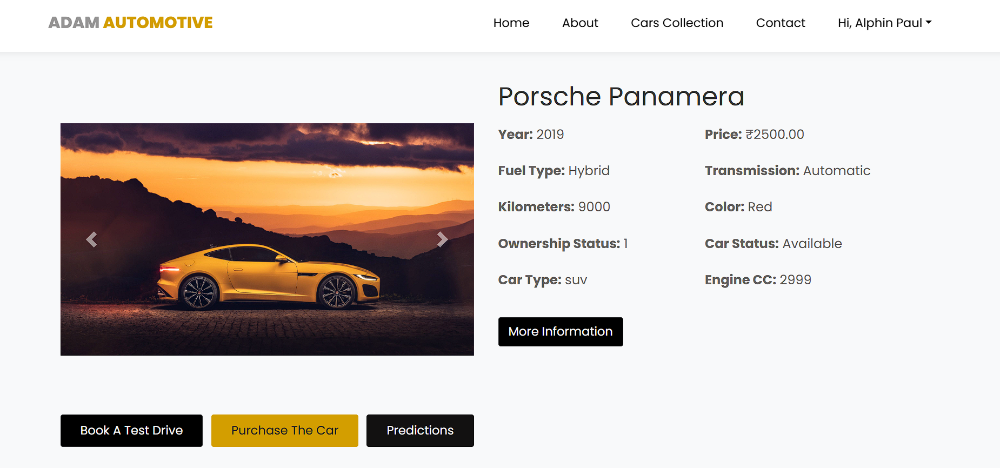 ADAM AUTOMOTIVE
Home About Cars Collection Contact Hi, Alphin Paul
Porsche Panamera
Year: 2019 Price: ₹2500.00
Fuel Type: Hybrid Transmission: Automatic
Kilometers: 9000 Color: Red
Ownership Status: 1 Car Status: Available
Car Type: suv Engine CC: 2999
More Information
Book A Test Drive Purchase The Car Predictions